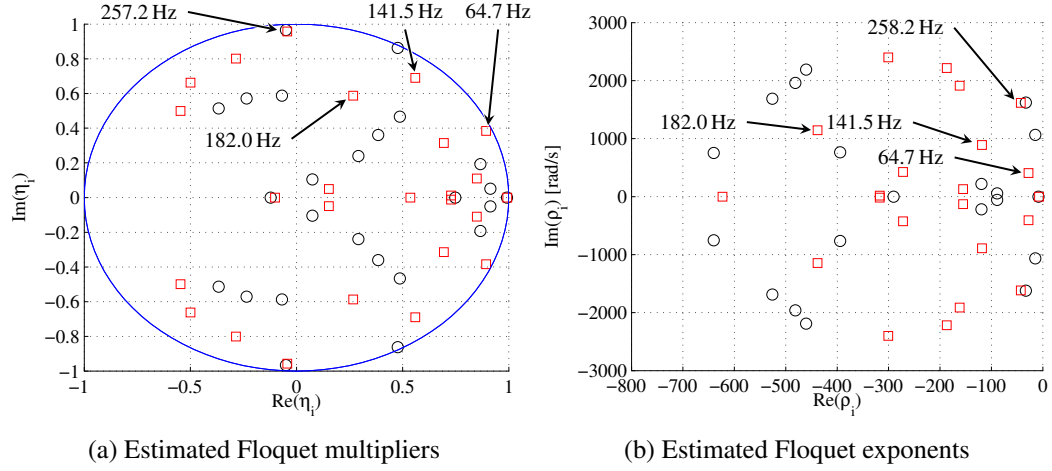 257.2 Hz
141.5 Hz
64.7 Hz
182.0 Hz
1
0.8
0.6
0.4
0.2
0
-0.2
-0.4
-0.6
-0.8
-1
Im(η_i)
-1
-0.5
0
0.5
1
Re(η_i)
(a) Estimated Floquet multipliers
258.2 Hz
182.0 Hz
141.5 Hz
64.7 Hz
3000
2000
1000
0
-1000
-2000
-3000
Im(ρ_i) [rad/s]
-800
-700
-600
-500
-400
-300
-200
-100
0
Re(ρ_i)
(b) Estimated Floquet exponents